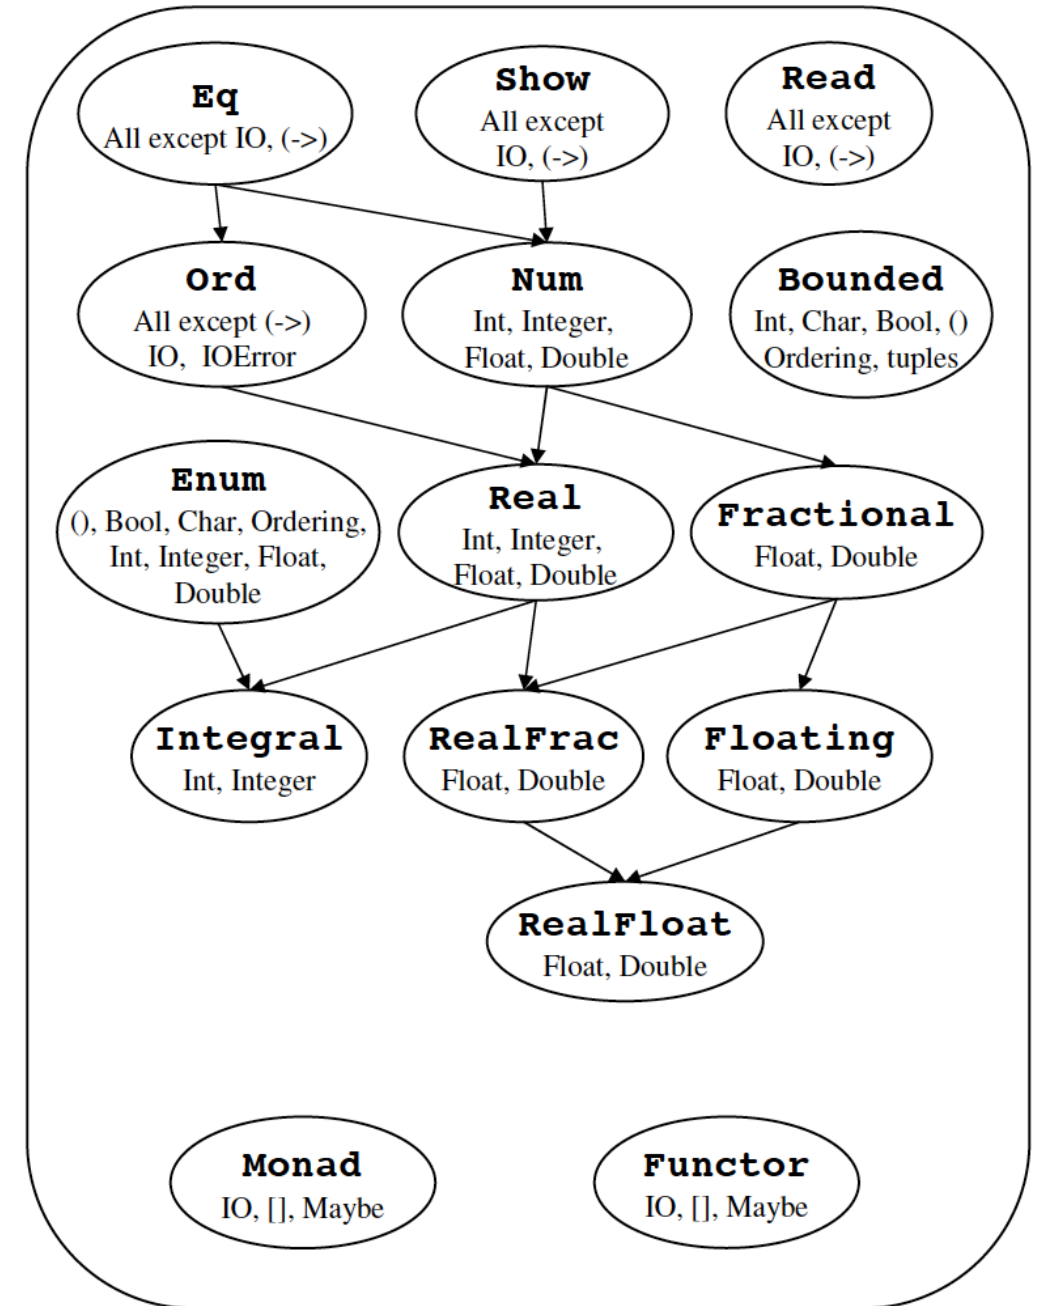 Eq
All except IO, (->)
Show
All except
IO, (->)
Read
All except
IO, (->)
Ord
All except (->)
IO, IOError
Num
Int, Integer,
Float, Double
Bounded
Int, Char, Bool, ()
Ordering, tuples
Enum
(), Bool, Char, Ordering,
Int, Integer, Float,
Double
Real
Int, Integer,
Float, Double
Fractional
Float, Double
Integral
Int, Integer
RealFrac
Float, Double
Floating
Float, Double
RealFloat
Float, Double
Monad
IO, [], Maybe
Functor
IO, [], Maybe